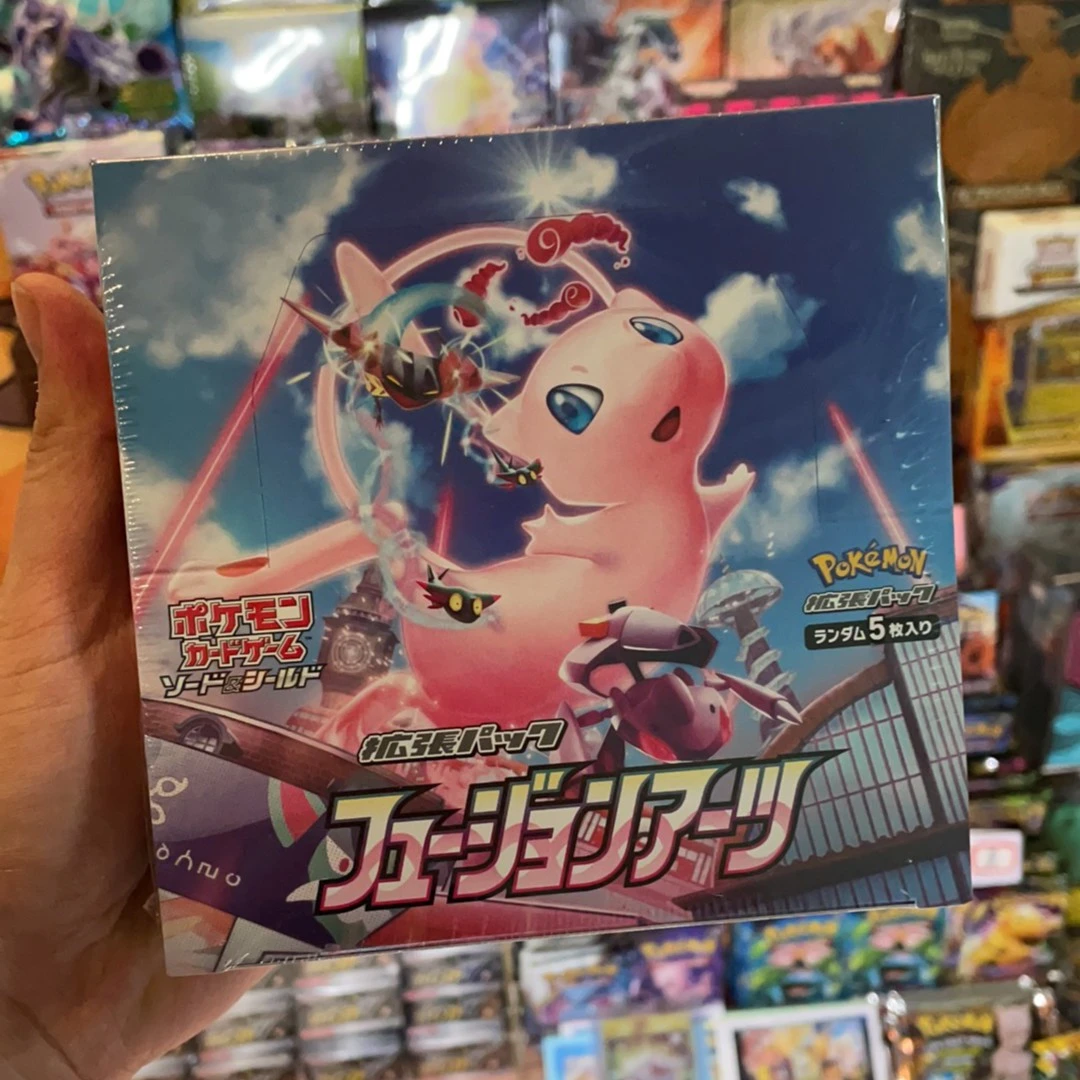 POKéMON
拡張パック
ランダム5枚入り
ポケモン
カードゲーム
ソード&シールド
拡張パック
フュージョンアーツ